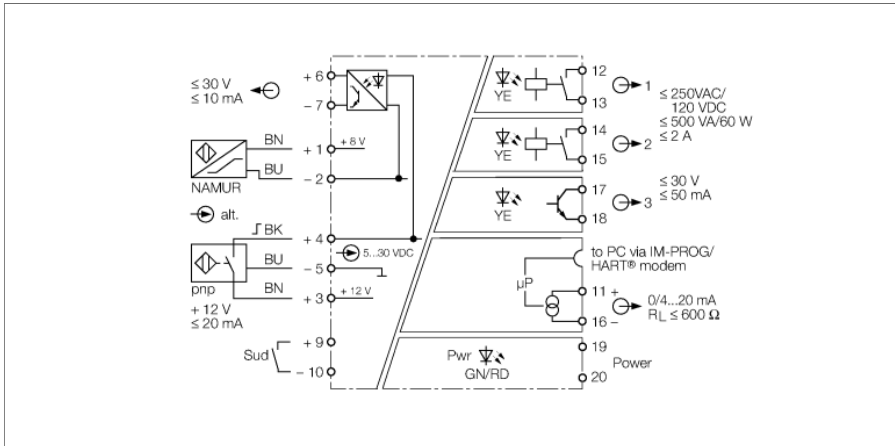 ≤ 30 V
≤ 10 mA
+ 6
- 7
BN
+ 1
+ 8 V
BU
- 2
NAMUR
alt.
BK
+ 4
5...30 VDC
BU
- 5
pnp
BN
+ 3
+ 12 V
+ 12 V
≤ 20 mA
Sud
+ 9
- 10
YE
12
13
1
≤ 250VAC/
120 VDC
≤ 500 VA/60 W
≤ 2 A
YE
14
15
2
YE
17
18
3
≤ 30 V
≤ 50 mA
to PC via IM-PROG/
HART® modem
µP
11 +
16 –
0/4...20 mA
RL ≤ 600 Ω
Pwr
GN/RD
19
20
Power